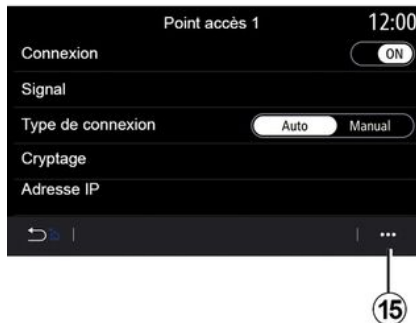 Point accès 1 12:00
Connexion ON
Signal
Type de connexion Auto Manual
Cryptage
Adresse IP
15